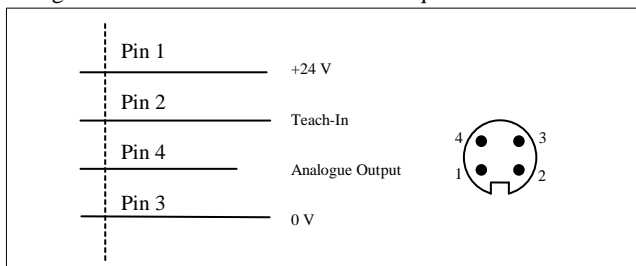 Pin 1
+24 V
Pin 2
Teach-In
Pin 4
Analogue Output
Pin 3
0 V
4 3
1 2